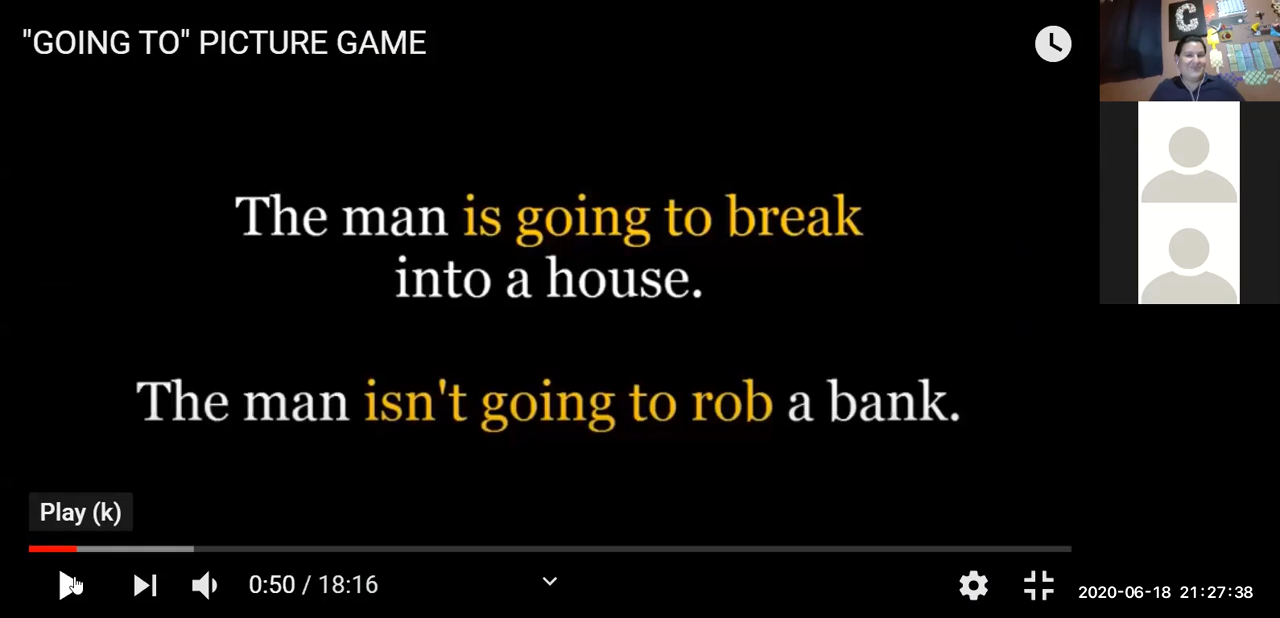 "GOING TO" PICTURE GAME
C
The man is going to break
into a house.
The man isn't going to rob a bank.
Play (k)
0:50 / 18:16
2020-06-18 21:27:38